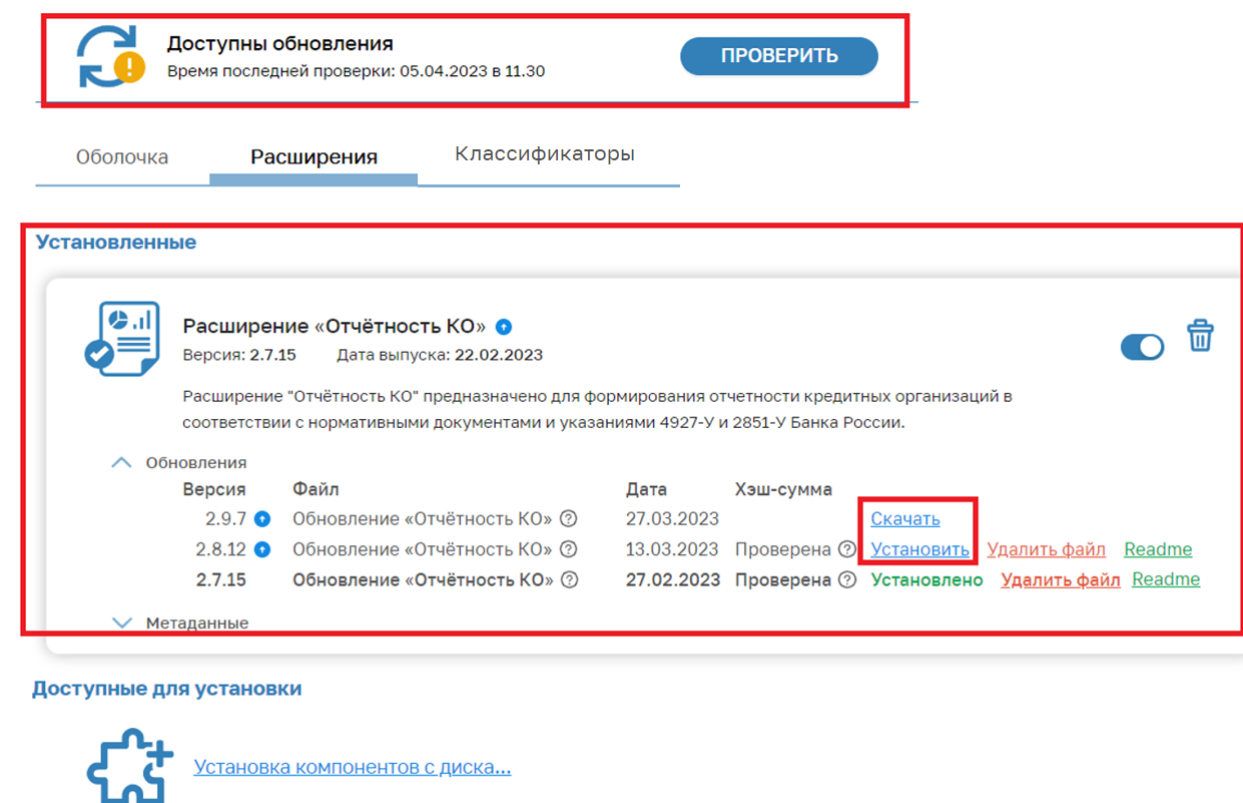 Доступны обновления
Время последней проверки: 05.04.2023 в 11.30
ПРОВЕРИТЬ
Оболочка Расширения Классификаторы
Установленные
Расширение «Отчётность КО»
Версия: 2.7.15 Дата выпуска: 22.02.2023
Расширение "Отчётность КО" предназначено для формирования отчетности кредитных организаций в
соответствии с нормативными документами и указаниями 4927-У и 2851-У Банка России.
Обновления
Версия Файл Дата Хэш-сумма
2.9.7 Обновление «Отчётность КО» 27.03.2023 Скачать
2.8.12 Обновление «Отчётность КО» 13.03.2023 Проверена Установить Удалить файл Readme
2.7.15 Обновление «Отчётность КО» 27.02.2023 Проверена Установлено Удалить файл Readme
Метаданные
Доступные для установки
Установка компонентов с диска...